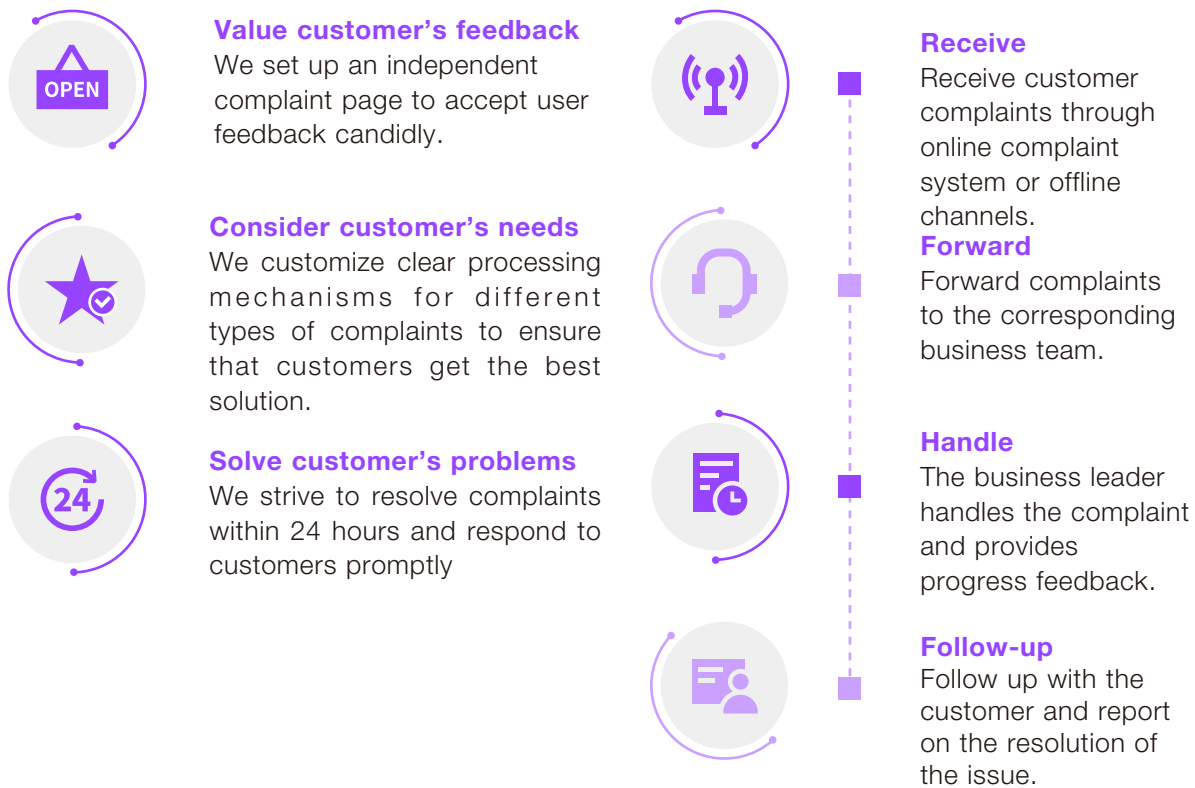 OPEN
Value customer’s feedback
We set up an independent
complaint page to accept user
feedback candidly.
Consider customer’s needs
We customize clear processing
mechanisms for different
types of complaints to ensure
that customers get the best
solution.
24
Solve customer’s problems
We strive to resolve complaints
within 24 hours and respond to
customers promptly
Receive
Receive customer
complaints through
online complaint
system or offline
channels.
Forward
Forward complaints
to the corresponding
business team.
Handle
The business leader
handles the complaint
and provides
progress feedback.
Follow-up
Follow up with the
customer and report
on the resolution of
the issue.